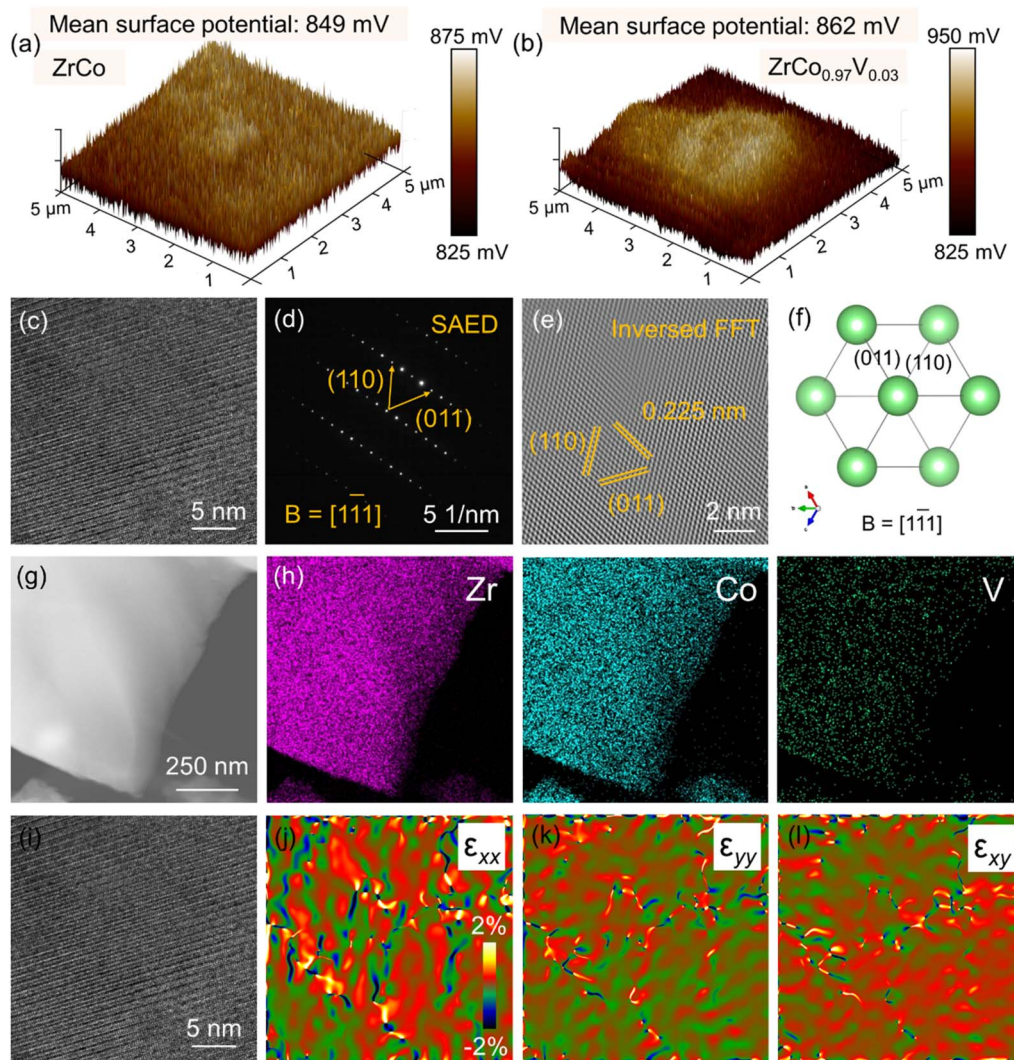 (a)
Mean surface potential: 849 mV
ZrCo
875 mV
825 mV
5 µm
4
3
2
1
1
2
3
4
5 µm
(b)
Mean surface potential: 862 mV
ZrCo0.97V0.03
950 mV
825 mV
5 µm
4
3
2
1
1
2
3
4
5 µm
(c)
5 nm
(d)
SAED
(110)
(011)
B = [11̅1]
5 1/nm
(e)
Inversed FFT
0.225 nm
(110)
(011)
2 nm
(f)
(011) (110)
B = [11̅1]
(g)
250 nm
(h)
Zr
Co
V
(i)
5 nm
(j)
εxx
2%
-2%
(k)
εyy
(l)
εxy